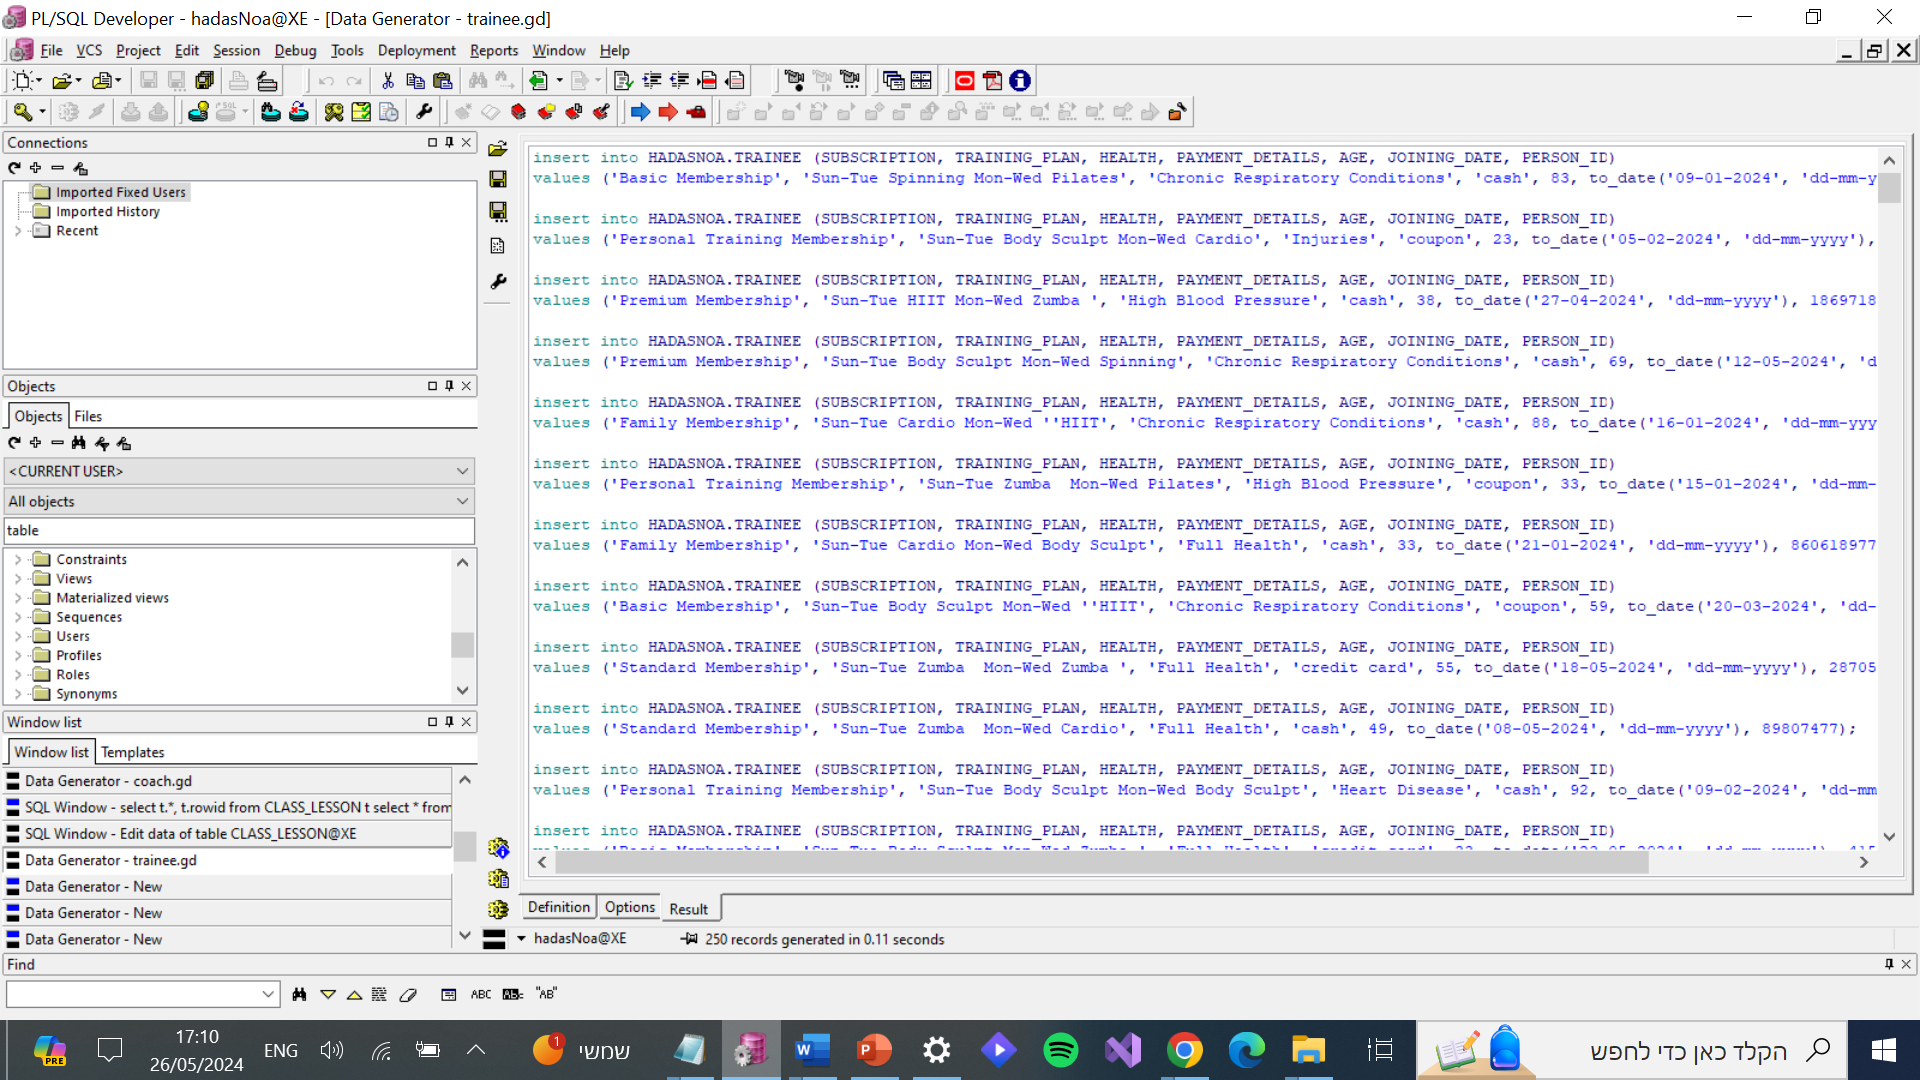 PL/SQL Developer - hadasNoa@XE - [Data Generator - trainee.gd]
File VCS Project Edit Session Debug Tools Deployment Reports Window Help
Connections
Imported Fixed Users
Imported History
Recent
Objects
Objects Files
<CURRENT USER>
All objects
table
Constraints
Views
Materialized views
Sequences
Users
Profiles
Roles
Synonyms
Window list
Window list Templates
Data Generator - coach.gd
SQL Window - select t.*, t.rowid from CLASS_LESSON t select * from
SQL Window - Edit data of table CLASS_LESSON@XE
Data Generator - trainee.gd
Data Generator - New
Data Generator - New
Data Generator - New
insert into HADASNOA.TRAINEE (SUBSCRIPTION, TRAINING_PLAN, HEALTH, PAYMENT_DETAILS, AGE, JOINING_DATE, PERSON_ID)
values ('Basic Membership', 'Sun-Tue Spinning Mon-Wed Pilates', 'Chronic Respiratory Conditions', 'cash', 83, to_date('09-01-2024', 'dd-mm-y
insert into HADASNOA.TRAINEE (SUBSCRIPTION, TRAINING_PLAN, HEALTH, PAYMENT_DETAILS, AGE, JOINING_DATE, PERSON_ID)
values ('Personal Training Membership', 'Sun-Tue Body Sculpt Mon-Wed Cardio', 'Injuries', 'coupon', 23, to_date('05-02-2024', 'dd-mm-yyyy'),
insert into HADASNOA.TRAINEE (SUBSCRIPTION, TRAINING_PLAN, HEALTH, PAYMENT_DETAILS, AGE, JOINING_DATE, PERSON_ID)
values ('Premium Membership', 'Sun-Tue HIIT Mon-Wed Zumba ', 'High Blood Pressure', 'cash', 38, to_date('27-04-2024', 'dd-mm-yyyy'), 1869718
insert into HADASNOA.TRAINEE (SUBSCRIPTION, TRAINING_PLAN, HEALTH, PAYMENT_DETAILS, AGE, JOINING_DATE, PERSON_ID)
values ('Premium Membership', 'Sun-Tue Body Sculpt Mon-Wed Spinning', 'Chronic Respiratory Conditions', 'cash', 69, to_date('12-05-2024', 'd
insert into HADASNOA.TRAINEE (SUBSCRIPTION, TRAINING_PLAN, HEALTH, PAYMENT_DETAILS, AGE, JOINING_DATE, PERSON_ID)
values ('Family Membership', 'Sun-Tue Cardio Mon-Wed ''HIIT', 'Chronic Respiratory Conditions', 'cash', 88, to_date('16-01-2024', 'dd-mm-yyy
insert into HADASNOA.TRAINEE (SUBSCRIPTION, TRAINING_PLAN, HEALTH, PAYMENT_DETAILS, AGE, JOINING_DATE, PERSON_ID)
values ('Personal Training Membership', 'Sun-Tue Zumba  Mon-Wed Pilates', 'High Blood Pressure', 'coupon', 33, to_date('15-01-2024', 'dd-mm-
insert into HADASNOA.TRAINEE (SUBSCRIPTION, TRAINING_PLAN, HEALTH, PAYMENT_DETAILS, AGE, JOINING_DATE, PERSON_ID)
values ('Family Membership', 'Sun-Tue Cardio Mon-Wed Body Sculpt', 'Full Health', 'cash', 33, to_date('21-01-2024', 'dd-mm-yyyy'), 860618977
insert into HADASNOA.TRAINEE (SUBSCRIPTION, TRAINING_PLAN, HEALTH, PAYMENT_DETAILS, AGE, JOINING_DATE, PERSON_ID)
values ('Basic Membership', 'Sun-Tue Body Sculpt Mon-Wed ''HIIT', 'Chronic Respiratory Conditions', 'coupon', 59, to_date('20-03-2024', 'dd-
insert into HADASNOA.TRAINEE (SUBSCRIPTION, TRAINING_PLAN, HEALTH, PAYMENT_DETAILS, AGE, JOINING_DATE, PERSON_ID)
values ('Standard Membership', 'Sun-Tue Zumba  Mon-Wed Zumba ', 'Full Health', 'credit card', 55, to_date('18-05-2024', 'dd-mm-yyyy'), 28705
insert into HADASNOA.TRAINEE (SUBSCRIPTION, TRAINING_PLAN, HEALTH, PAYMENT_DETAILS, AGE, JOINING_DATE, PERSON_ID)
values ('Standard Membership', 'Sun-Tue Zumba  Mon-Wed Cardio', 'Full Health', 'cash', 49, to_date('08-05-2024', 'dd-mm-yyyy'), 89807477);
insert into HADASNOA.TRAINEE (SUBSCRIPTION, TRAINING_PLAN, HEALTH, PAYMENT_DETAILS, AGE, JOINING_DATE, PERSON_ID)
values ('Personal Training Membership', 'Sun-Tue Body Sculpt Mon-Wed Body Sculpt', 'Heart Disease', 'cash', 92, to_date('09-02-2024', 'dd-mm
insert into HADASNOA.TRAINEE (SUBSCRIPTION, TRAINING_PLAN, HEALTH, PAYMENT_DETAILS, AGE, JOINING_DATE, PERSON_ID)
Definition Options Result
hadasNoa@XE 250 records generated in 0.11 seconds
Find
ABC "AB"
17:10
26/05/2024
ENG
1 שמשי
הקלד כאן כדי לחפש